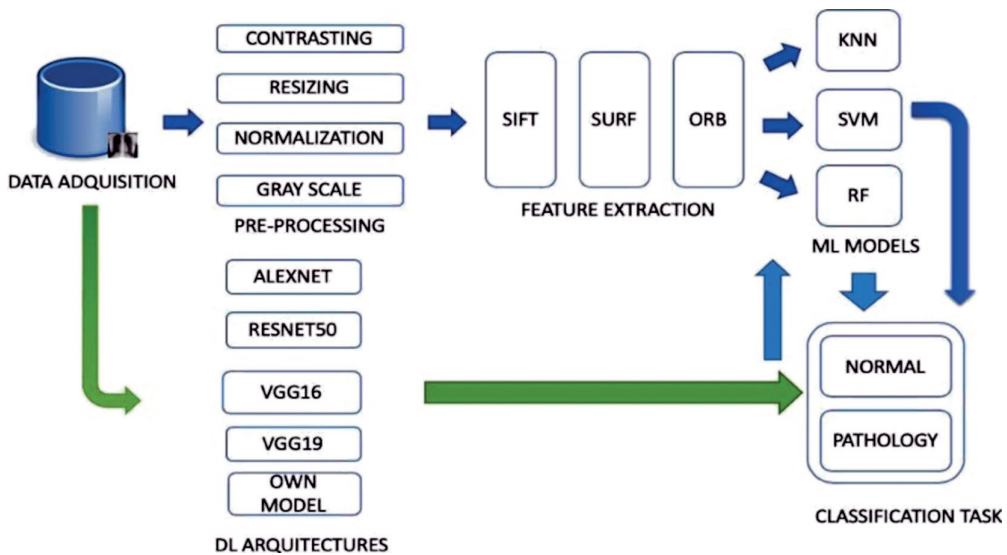 DATA ADQUISITION
CONTRASTING
RESIZING
NORMALIZATION
GRAY SCALE
PRE-PROCESSING
SIFT
SURF
ORB
FEATURE EXTRACTION
KNN
SVM
RF
ML MODELS
ALEXNET
RESNET50
VGG16
VGG19
OWN
MODEL
DL ARQUITECTURES
NORMAL
PATHOLOGY
CLASSIFICATION TASK